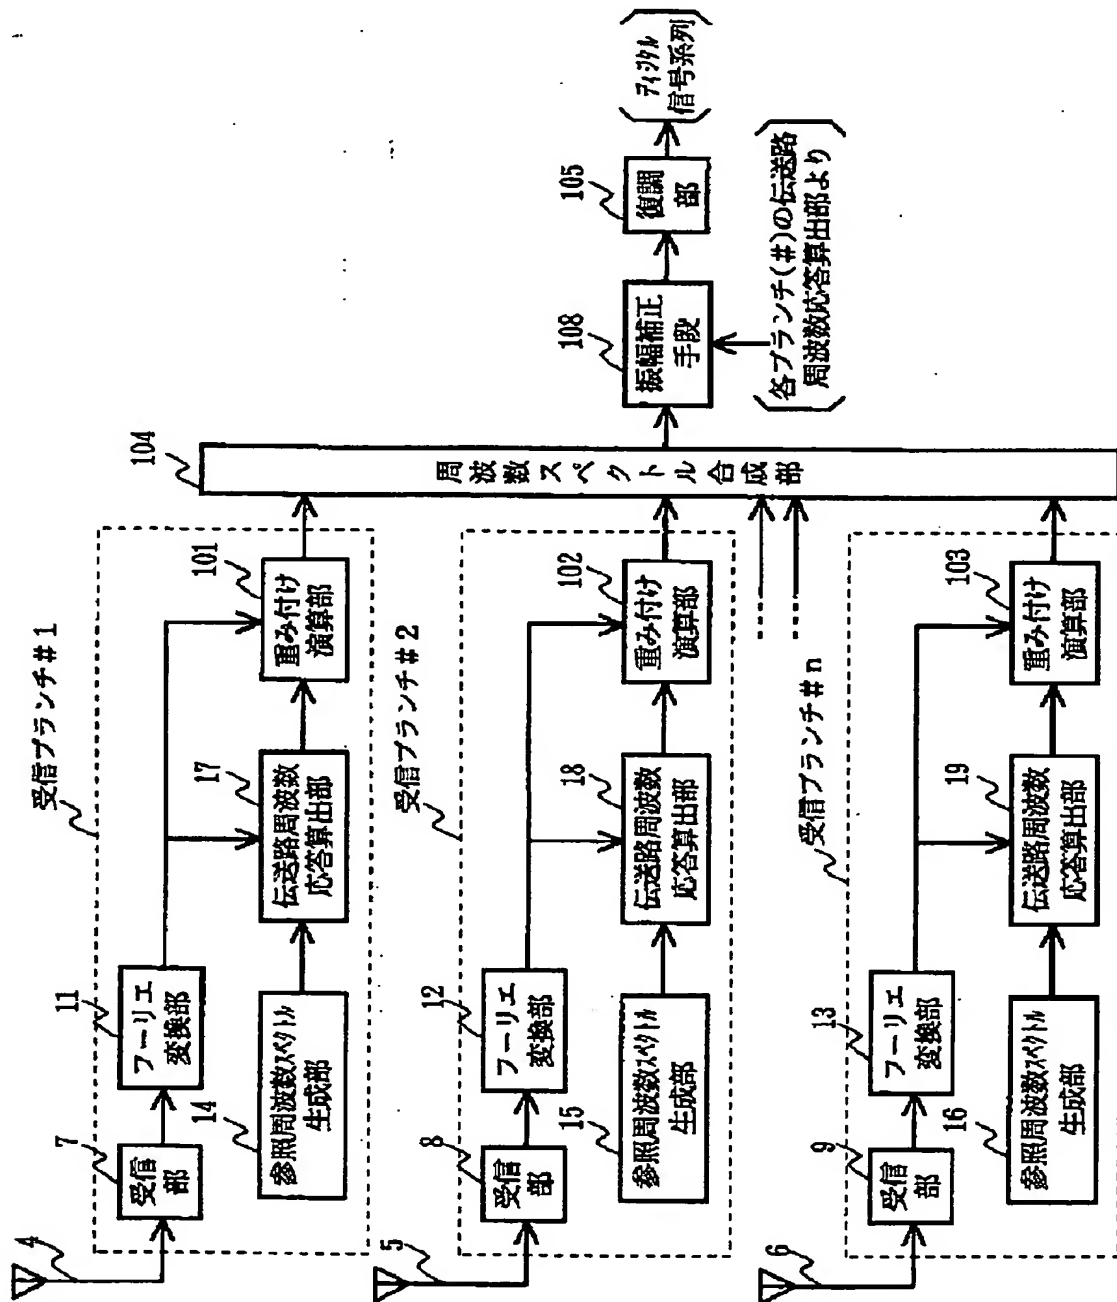 受信ブランチ#1
4
7
受信
部
11
フーリエ
変換部
14
参照周波数スペクトル
生成部
17
伝送路周波数
応答算出部
101
重み付け
演算部
受信ブランチ#2
5
8
受信
部
12
フーリエ
変換部
15
参照周波数スペクトル
生成部
18
伝送路周波数
応答算出部
102
重み付け
演算部
受信ブランチ#n
6
9
受信
部
13
フーリエ
変換部
16
参照周波数スペクトル
生成部
19
伝送路周波数
応答算出部
103
重み付け
演算部
104
周波数スペクトル合成部
108
振幅補正
手段
各ブランチ(#)の伝送路
周波数応答算出部より
105
復調
部
ディジタル
信号系列